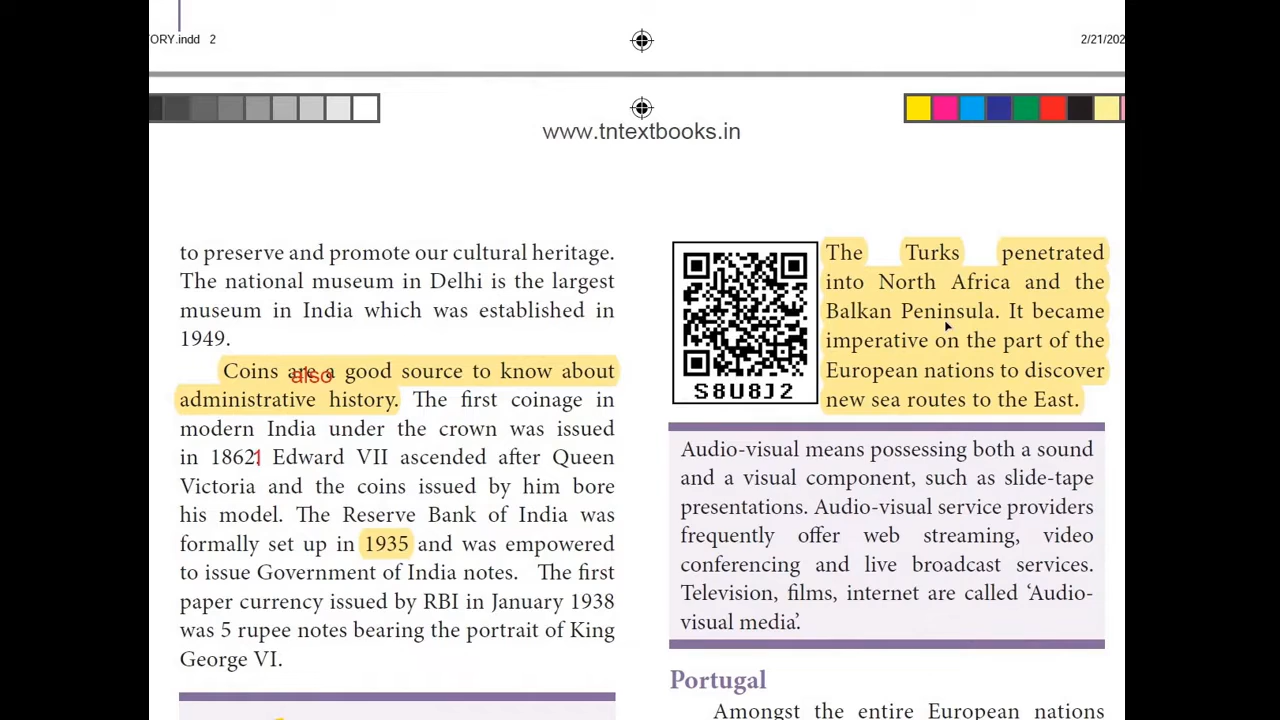 ORY.indd 2
2/21/202
www.tntextbooks.in
to preserve and promote our cultural heritage.
The national museum in Delhi is the largest
museum in India which was established in
1949.
Coins are a good source to know about
also
administrative history. The first coinage in
modern India under the crown was issued
in 1862. Edward VII ascended after Queen
Victoria and the coins issued by him bore
his model. The Reserve Bank of India was
formally set up in 1935 and was empowered
to issue Government of India notes. The first
paper currency issued by RBI in January 1938
was 5 rupee notes bearing the portrait of King
George VI.
S8U8J2
The Turks penetrated
into North Africa and the
Balkan Peninsula. It became
imperative on the part of the
European nations to discover
new sea routes to the East.
Audio-visual means possessing both a sound
and a visual component, such as slide-tape
presentations. Audio-visual service providers
frequently offer web streaming, video
conferencing and live broadcast services.
Television, films, internet are called ‘Audio-
visual media’.
Portugal
Amongst the entire European nations